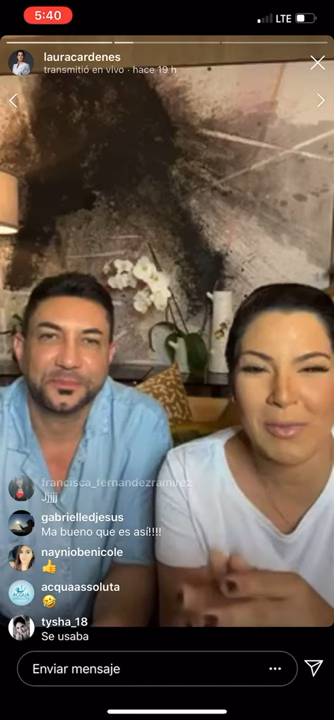 5:40
LTE
lauracardenes
transmitió en vivo · hace 19 h
francisca_fernandezramirez
Jjjjj
gabrielledjesus
Ma bueno que es así!!!!
nayniobenicole
👍
acquaassoluta
ACQUA
🤣
tysha_18
Se usaba
Enviar mensaje